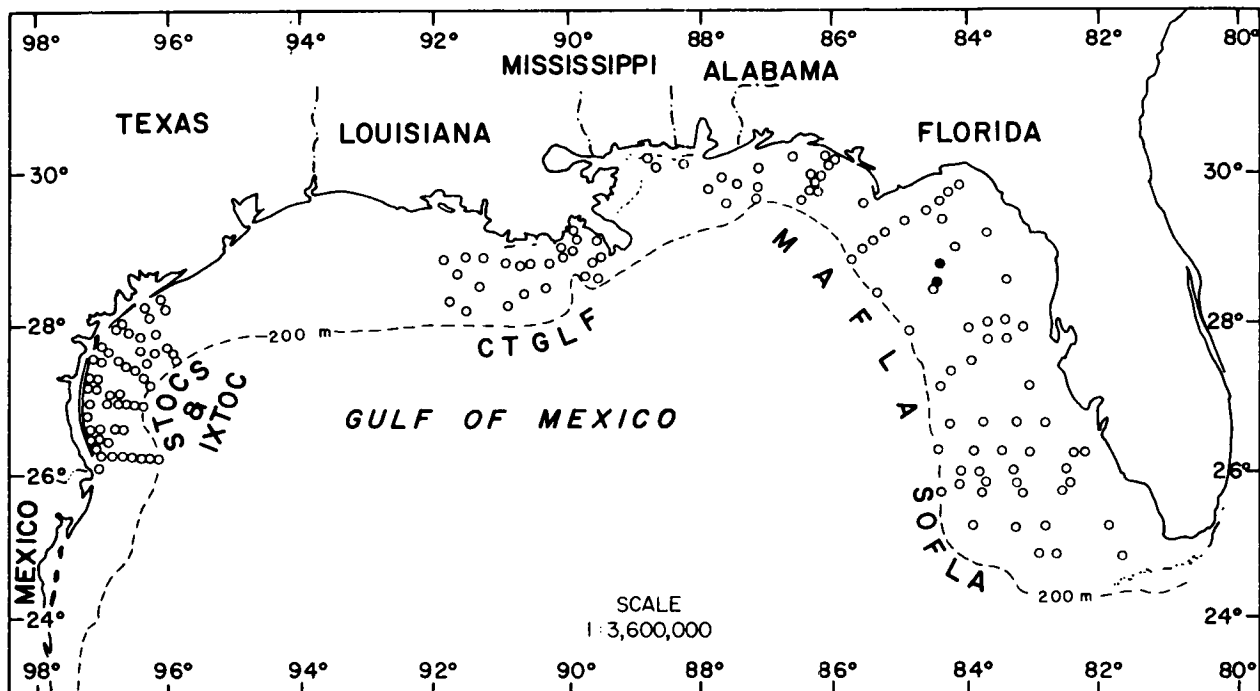 98° 96° 94° 92° 90° 88° 86° 84° 82° 80°
MISSISSIPPI ALABAMA
TEXAS LOUISIANA FLORIDA
30° 30°
MAFLA
28° 200 m CTGLF 28°
STOCS
&
IXTOC
GULF OF MEXICO
26° 26°
SOFLA
MEXICO
200 m
24° SCALE 24°
1:3,600,000
98° 96° 94° 92° 90° 88° 86° 84° 82° 80°